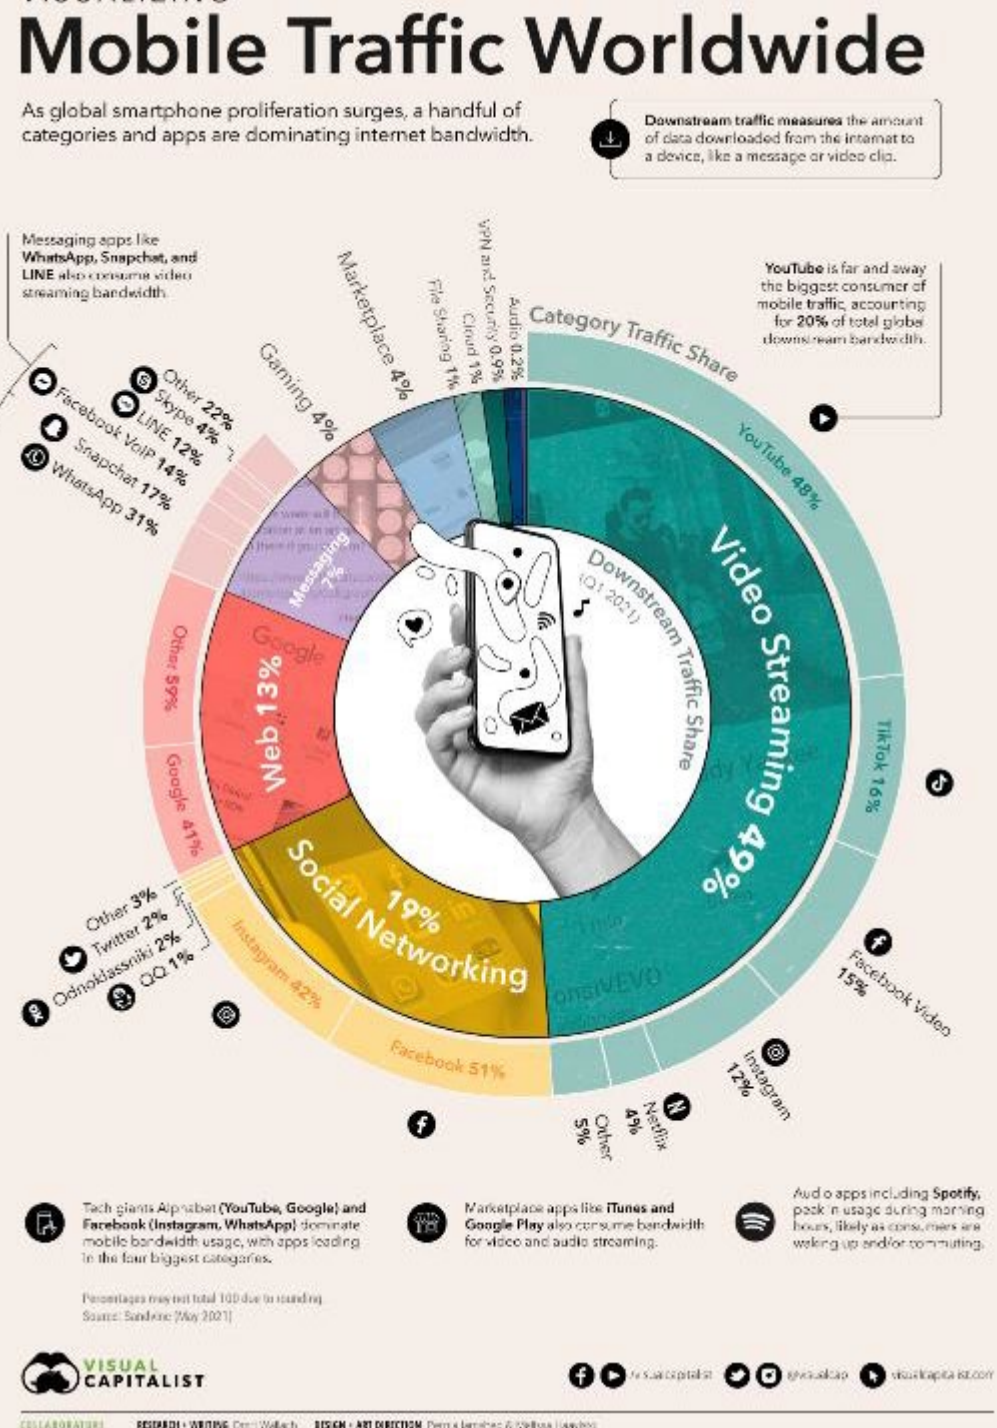 Mobile Traffic Worldwide
As global smartphone proliferation surges, a handful of
categories and apps are dominating internet bandwidth.
Downstream traffic measures the amount
of data downloaded from the internet to
a device, like a message or video clip.
Messaging apps like
WhatsApp, Snapchat, and
LINE also consume video
streaming bandwidth.
YouTube is far and away
the biggest consumer of
mobile traffic, accounting
for 20% of total global
downstream bandwidth.
Category Traffic Share
Downstream Traffic Share
(Q1 2021)
Video Streaming 49%
YouTube 48%
TikTok 16%
Facebook Video
15%
Instagram
12%
Netflix
4%
Other
5%
19%
Social Networking
Facebook 51%
Instagram 42%
QQ 1%
Odnoklassniki 2%
Twitter 2%
Other 3%
Web 13%
Google
Google 41%
Other 59%
Messaging
7%
WhatsApp 31%
Snapchat 17%
Facebook VoIP 14%
LINE 12%
Skype 4%
Other 22%
Gaming 4%
Marketplace 4%
File Sharing 1%
Cloud 1%
VPN and Security 0.9%
Audio 0.2%
Tech giants Alphabet (YouTube, Google) and
Facebook (Instagram, WhatsApp) dominate
mobile bandwidth usage, with apps leading
in the four biggest categories.
Marketplace apps like iTunes and
Google Play also consume bandwidth
for video and audio streaming.
Audio apps including Spotify,
peak in usage during morning
hours, likely as consumers are
waking up and/or commuting.
Percentages may not total 100 due to rounding.
Source: Sandvine (May 2021)
VISUAL
CAPITALIST
/visualcapitalist
@visualcap
visualcapitalist.com
COLLABORATORS
RESEARCH + WRITING
DESIGN + ART DIRECTION